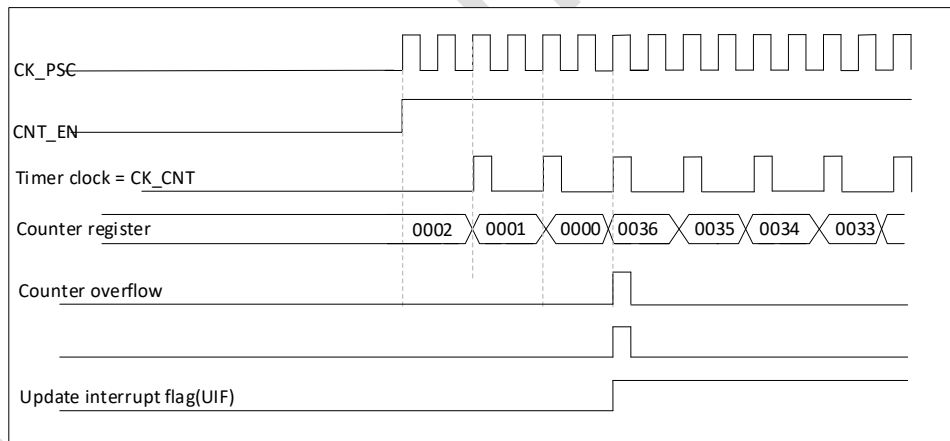 CK_PSC
CNT_EN
Timer clock = CK_CNT
Counter register 0002 0001 0000 0036 0035 0034 0033
Counter overflow
Update interrupt flag(UIF)